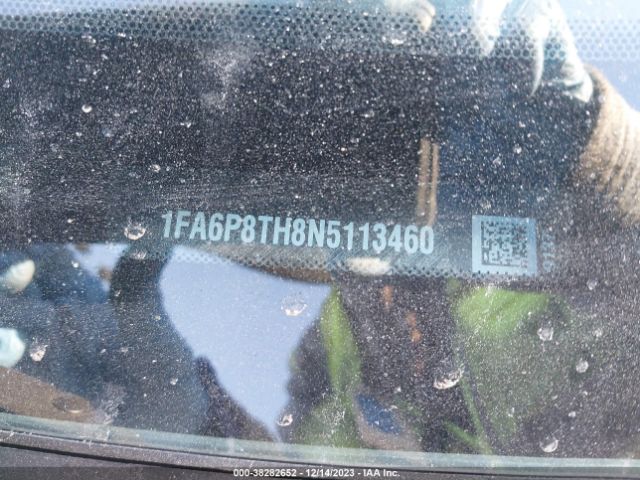 1FA6P8TH8N5113460
000-38282652 - 12/14/2023 - IAA Inc.